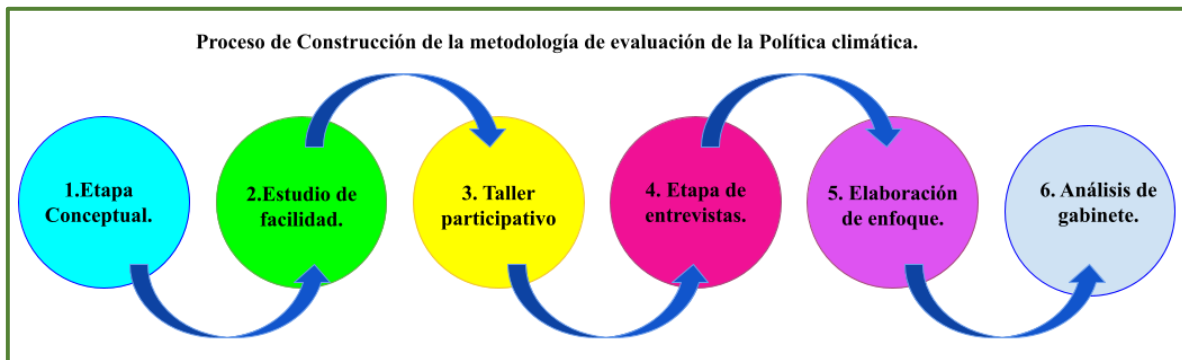 Proceso de Construcción de la metodología de evaluación de la Política climática.
1.Etapa
Conceptual.
2.Estudio de
facilidad.
3. Taller
participativo
4. Etapa de
entrevistas.
5. Elaboración
de enfoque.
6. Análisis de
gabinete.